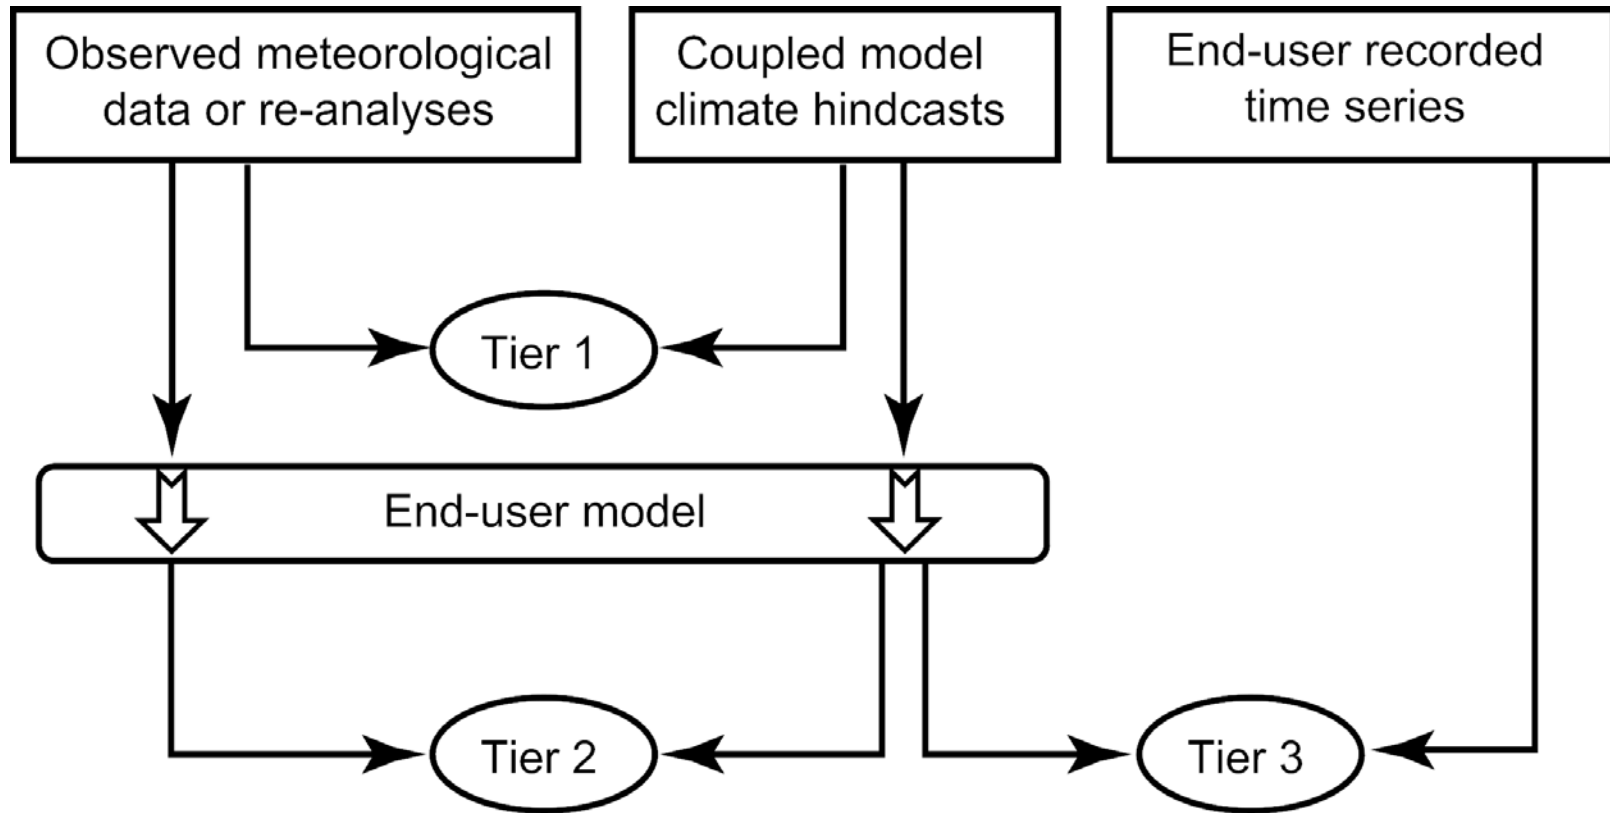 Observed meteorological
data or re-analyses
Coupled model
climate hindcasts
End-user recorded
time series
Tier 1
End-user model
Tier 2
Tier 3